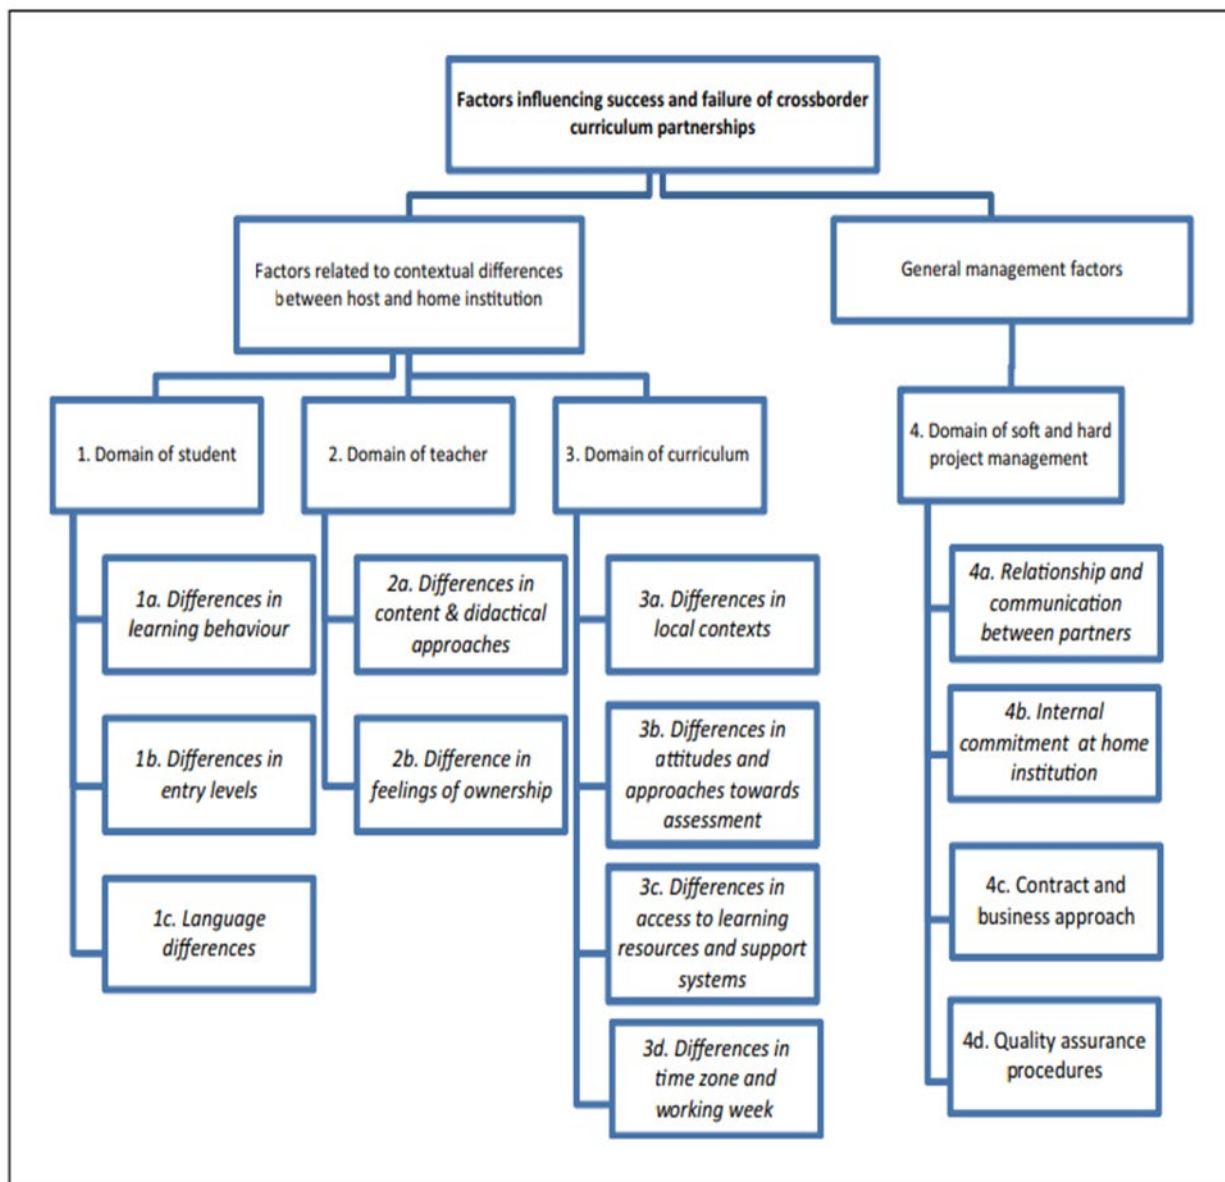 Factors influencing success and failure of crossborder
curriculum partnerships
Factors related to contextual differences
between host and home institution
General management factors
1. Domain of student
2. Domain of teacher
3. Domain of curriculum
4. Domain of soft and hard
project management
1a. Differences in
learning behaviour
1b. Differences in
entry levels
1c. Language
differences
2a. Differences in
content & didactical
approaches
2b. Difference in
feelings of ownership
3a. Differences in
local contexts
3b. Differences in
attitudes and
approaches towards
assessment
3c. Differences in
access to learning
resources and support
systems
3d. Differences in
time zone and
working week
4a. Relationship and
communication
between partners
4b. Internal
commitment at home
institution
4c. Contract and
business approach
4d. Quality assurance
procedures